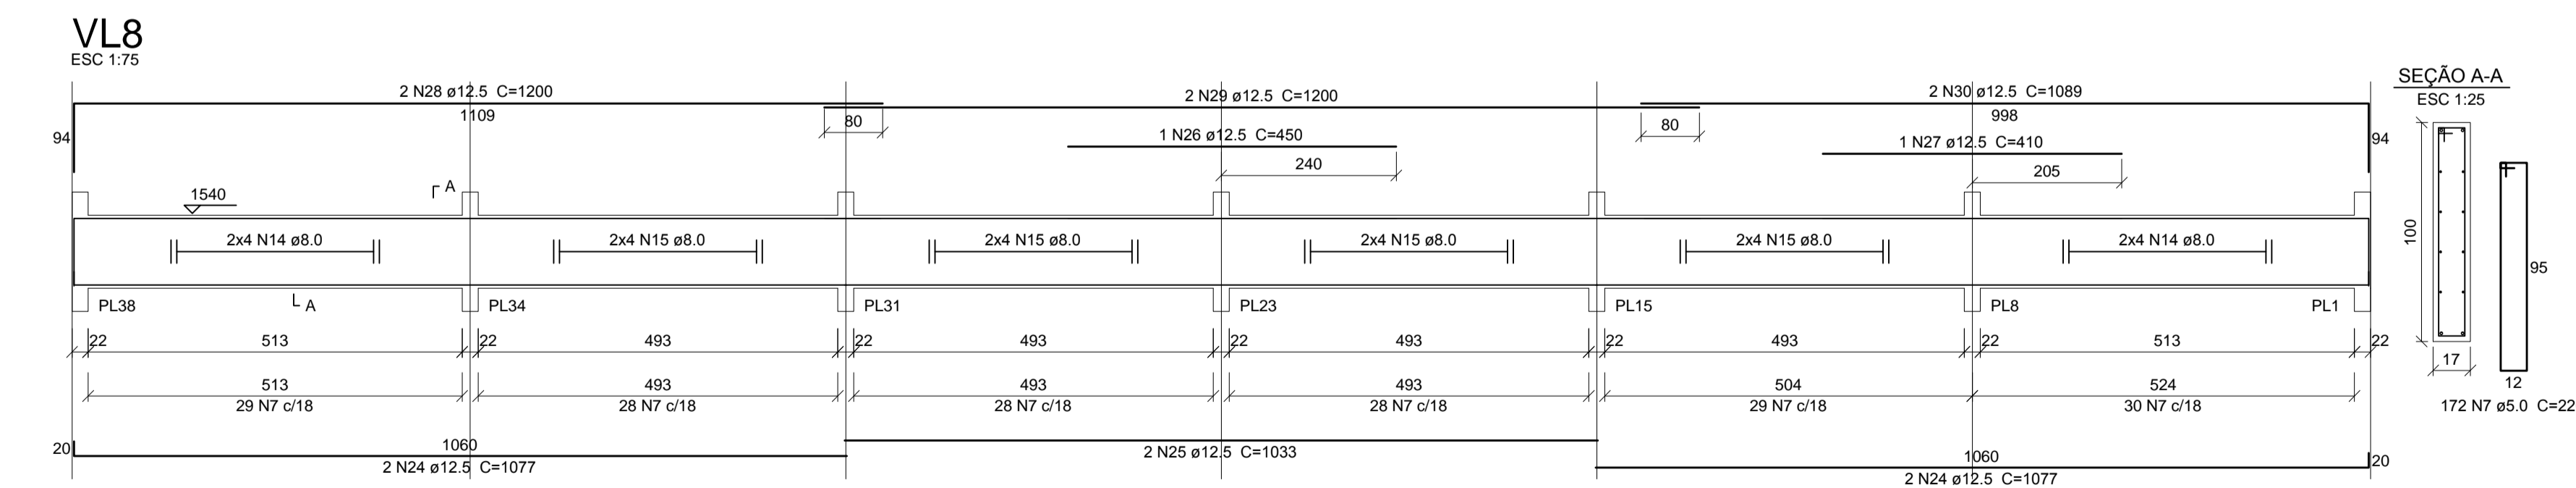 VL8
ESC 1:75
2 N28 ø12.5 C=1200
1109
94
80
2 N29 ø12.5 C=1200
1 N26 ø12.5 C=450
240
80
2 N30 ø12.5 C=1089
998
94
1 N27 ø12.5 C=410
205
1540
A
2x4 N14 ø8.0
2x4 N15 ø8.0
2x4 N15 ø8.0
2x4 N15 ø8.0
2x4 N15 ø8.0
2x4 N14 ø8.0
PL38
A
PL34
PL31
PL23
PL15
PL8
PL1
22 513 22 493 22 493 22 493 22 493 22 513 22
513 493 493 493 504 524
29 N7 c/18 28 N7 c/18 28 N7 c/18 28 N7 c/18 29 N7 c/18 30 N7 c/18
20
1060
2 N24 ø12.5 C=1077
2 N25 ø12.5 C=1033
1060
20
2 N24 ø12.5 C=1077
SEÇÃO A-A
ESC 1:25
100
17
95
12
172 N7 ø5.0 C=22